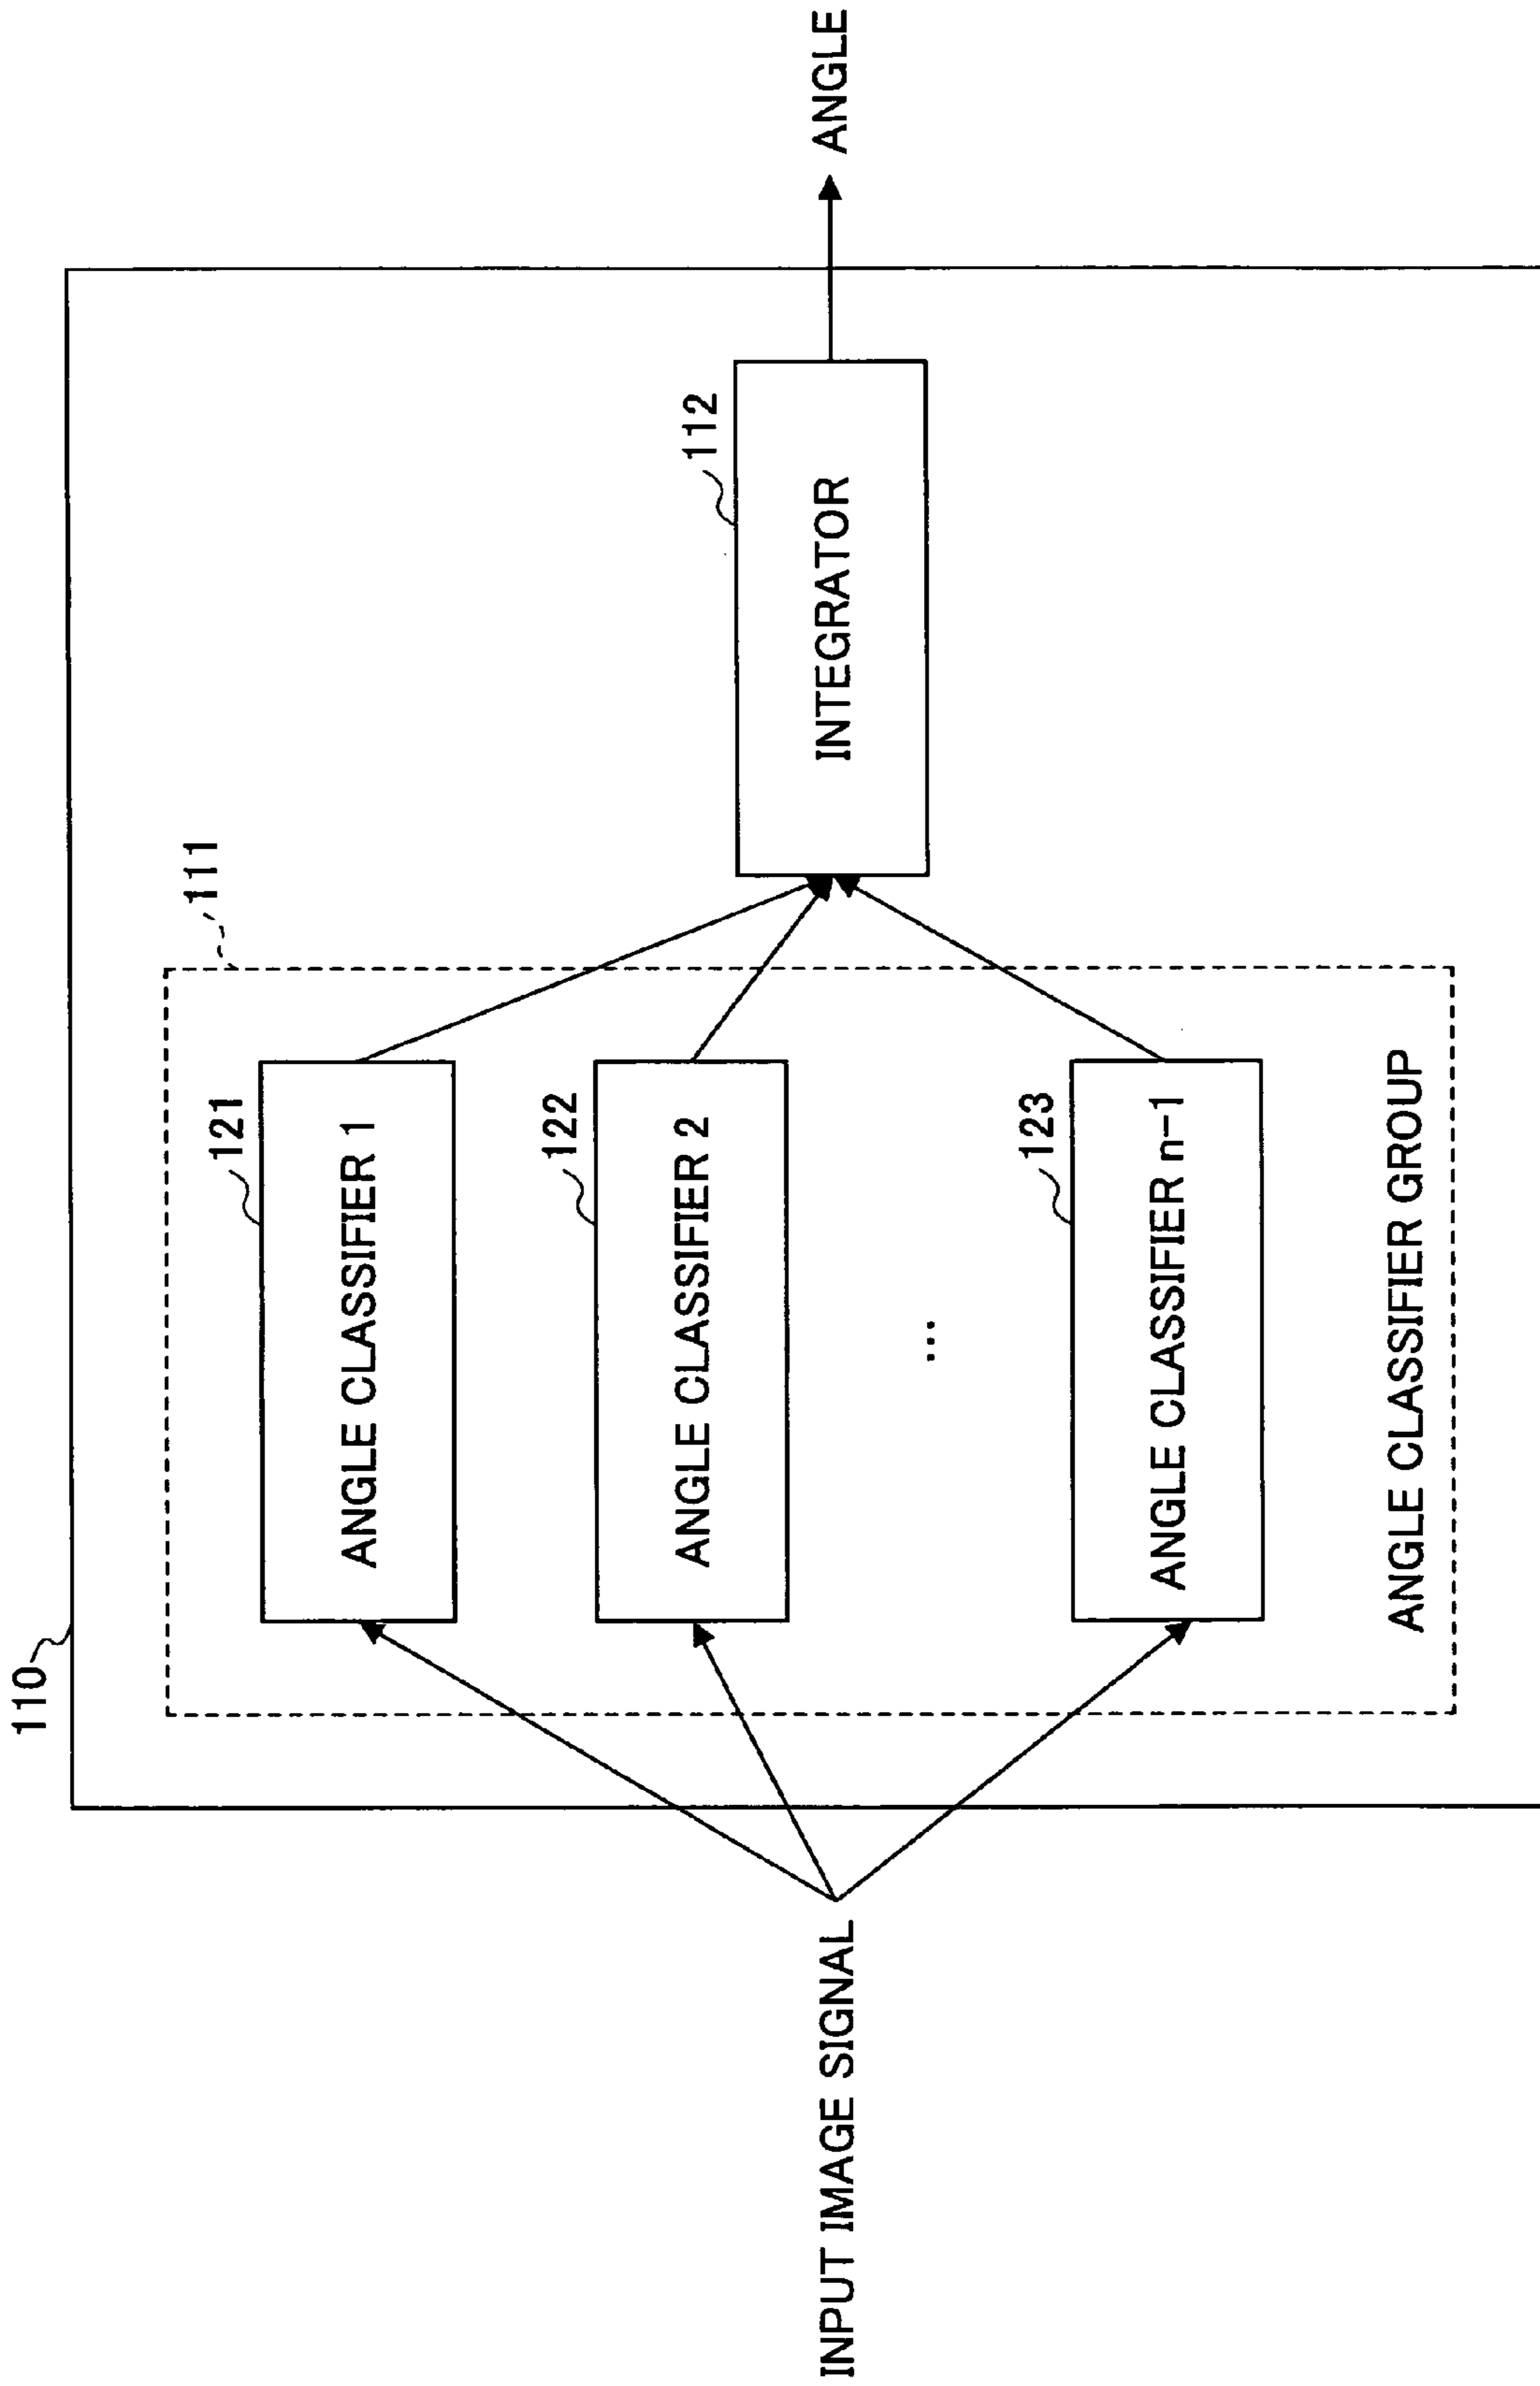 110
111
121
ANGLE CLASSIFIER 1
122
ANGLE CLASSIFIER 2
...
123
ANGLE CLASSIFIER n-1
ANGLE CLASSIFIER GROUP
INPUT IMAGE SIGNAL
112
INTEGRATOR
ANGLE